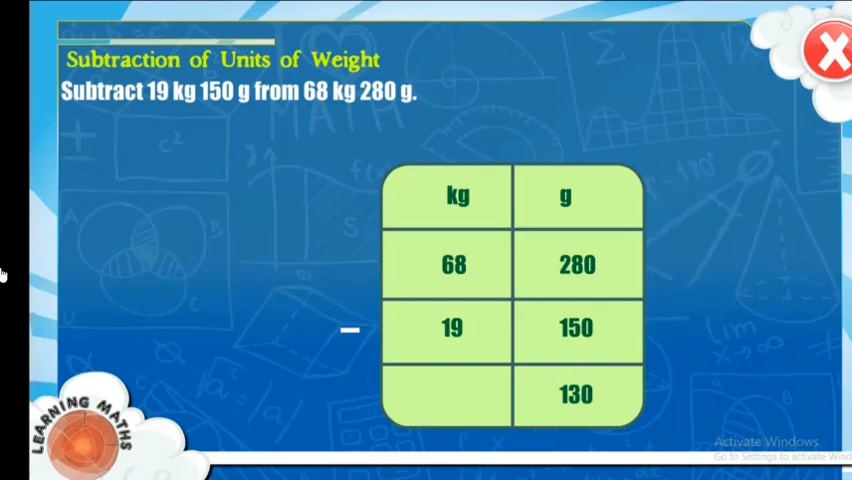 Subtraction of Units of Weight
Subtract 19 kg 150 g from 68 kg 280 g.
kg g
68 280
– 19 150
130
LEARNING MATHS
Activate Windows
Go to Settings to activate Wind
MATH